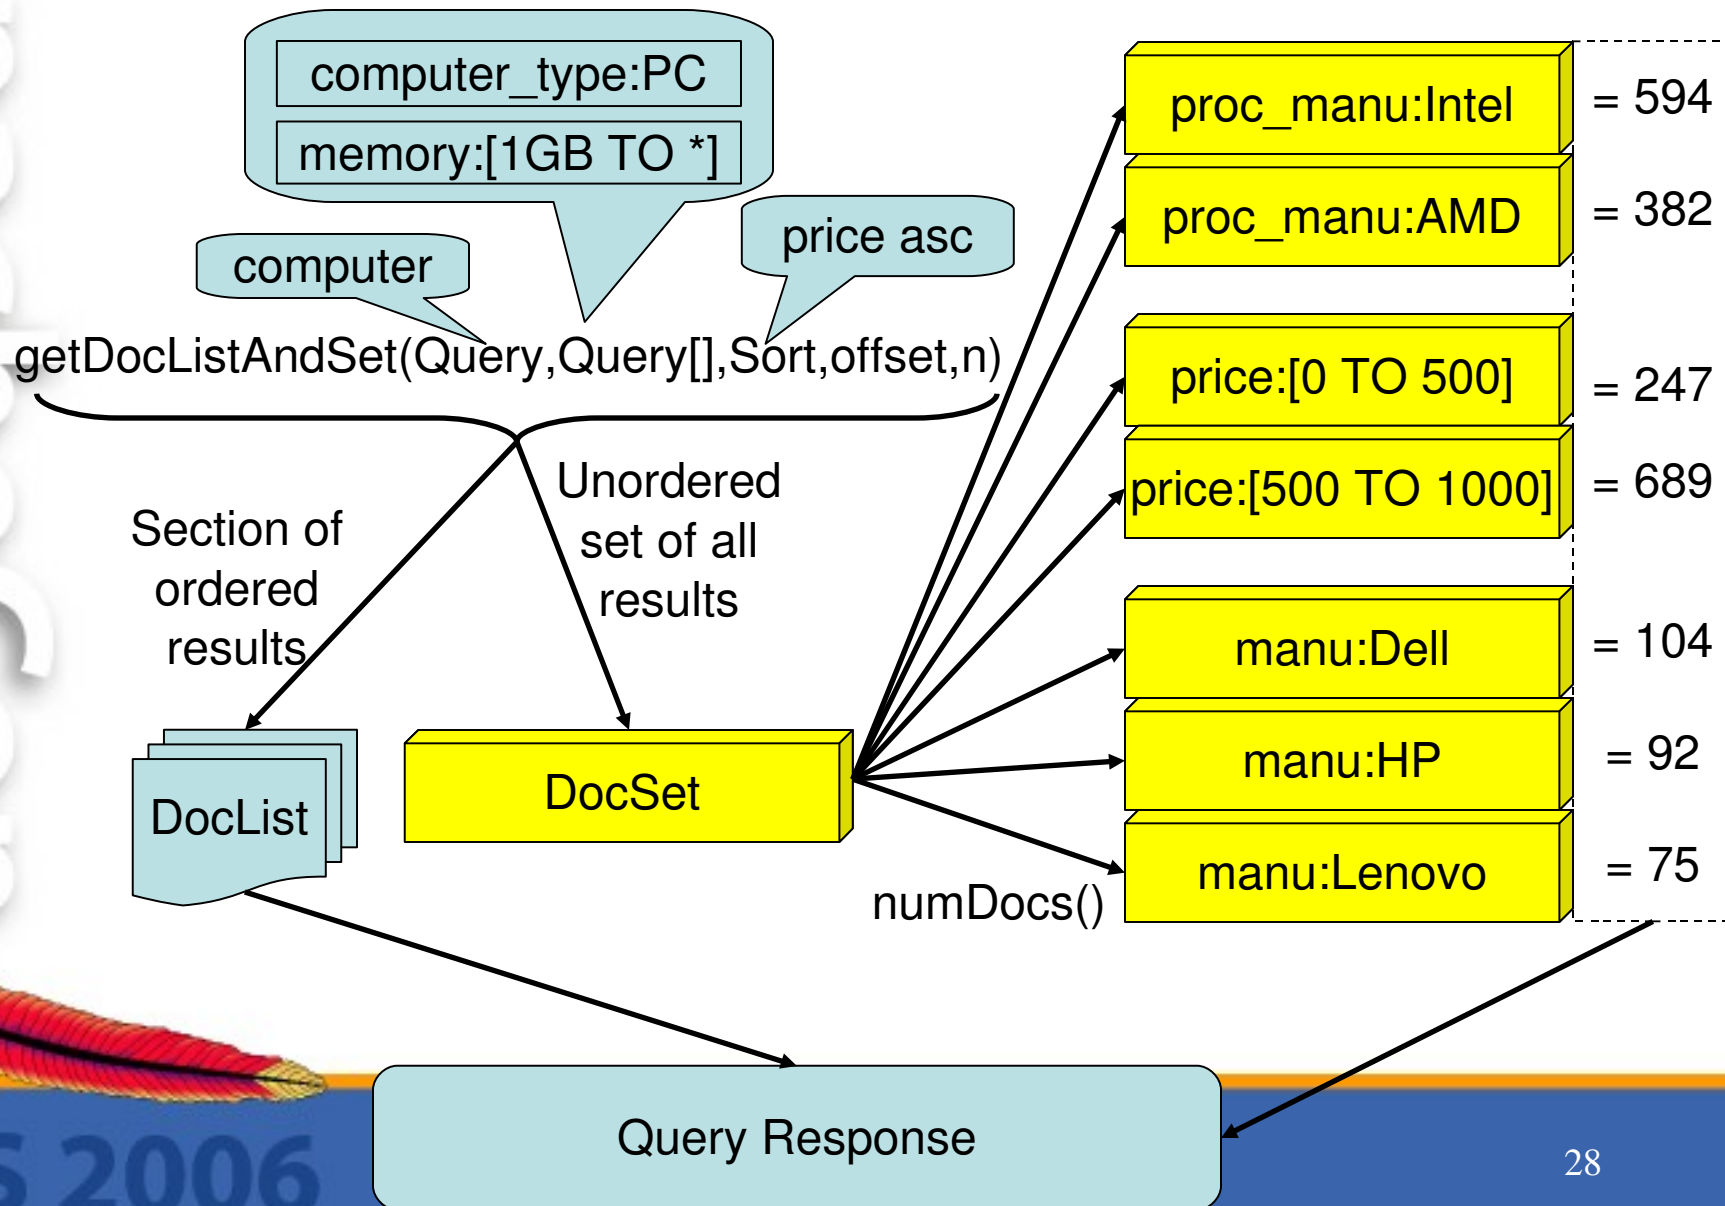 computer_type:PC
memory:[1GB TO *]
computer
price asc
getDocListAndSet(Query,Query[],Sort,offset,n)
Section of
ordered
results
Unordered
set of all
results
DocList
DocSet
proc_manu:Intel
= 594
proc_manu:AMD
= 382
price:[0 TO 500]
= 247
price:[500 TO 1000]
= 689
manu:Dell
= 104
manu:HP
= 92
manu:Lenovo
= 75
numDocs()
Query Response
2006
28